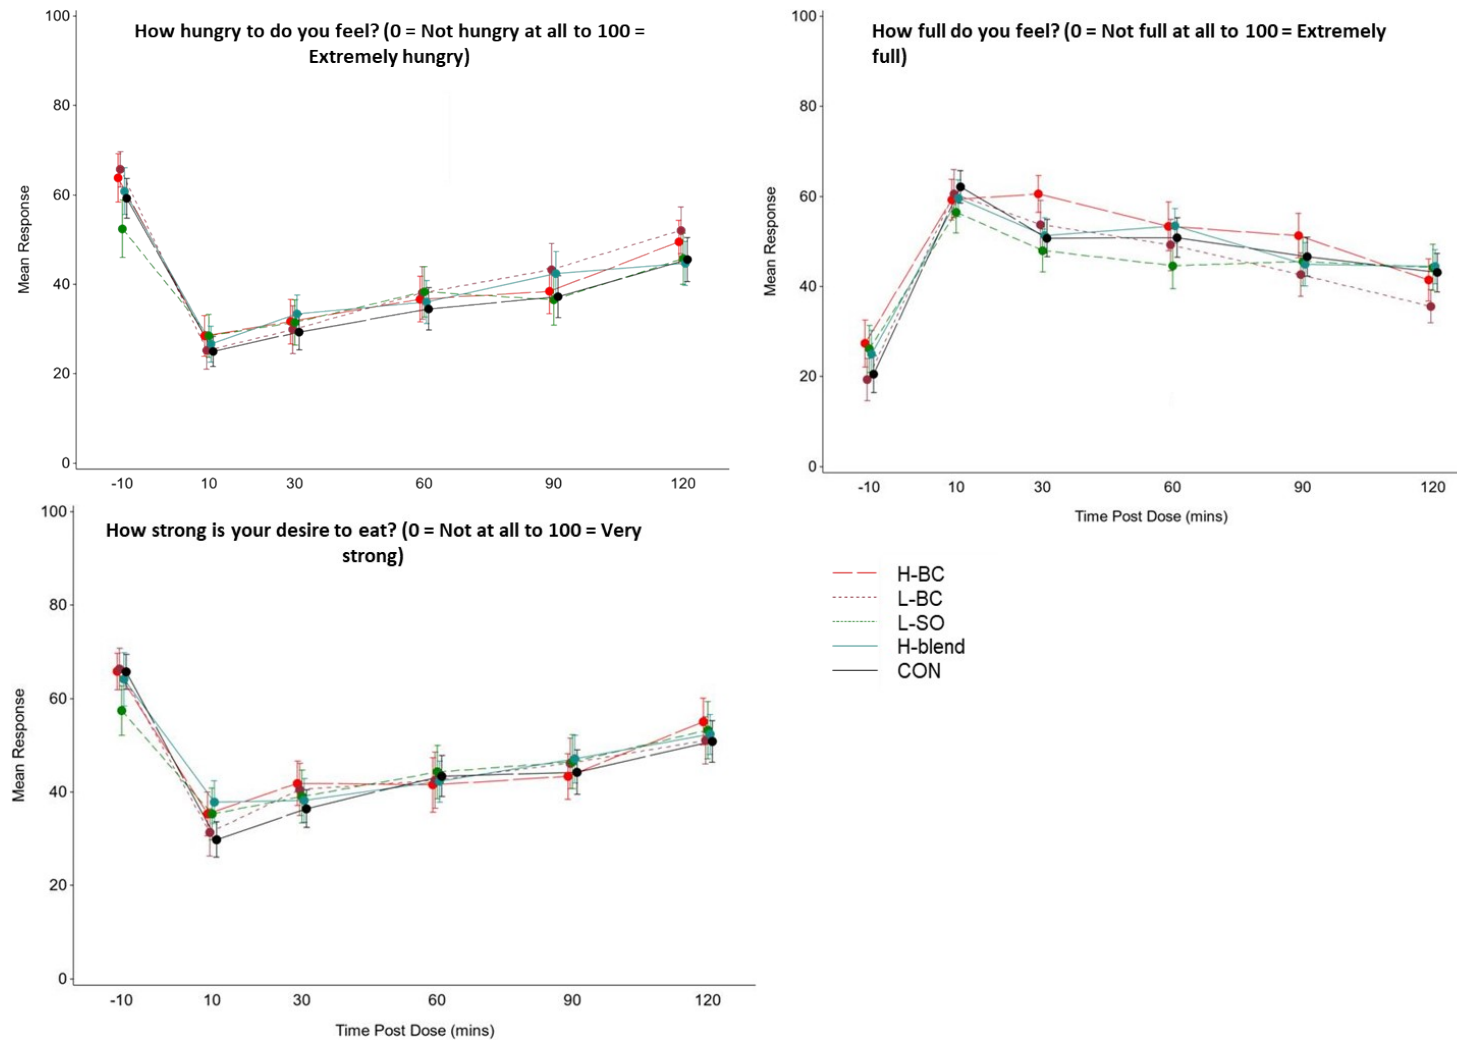 How hungry to do you feel? (0 = Not hungry at all to 100 =
Extremely hungry)
Mean Response
100
80
60
40
20
0
-10 10 30 60 90 120
How full do you feel? (0 = Not full at all to 100 = Extremely
full)
Mean Response
100
80
60
40
20
0
-10 10 30 60 90 120
Time Post Dose (mins)
How strong is your desire to eat? (0 = Not at all to 100 = Very
strong)
Mean Response
100
80
60
40
20
0
-10 10 30 60 90 120
Time Post Dose (mins)
H-BC
L-BC
L-SO
H-blend
CON